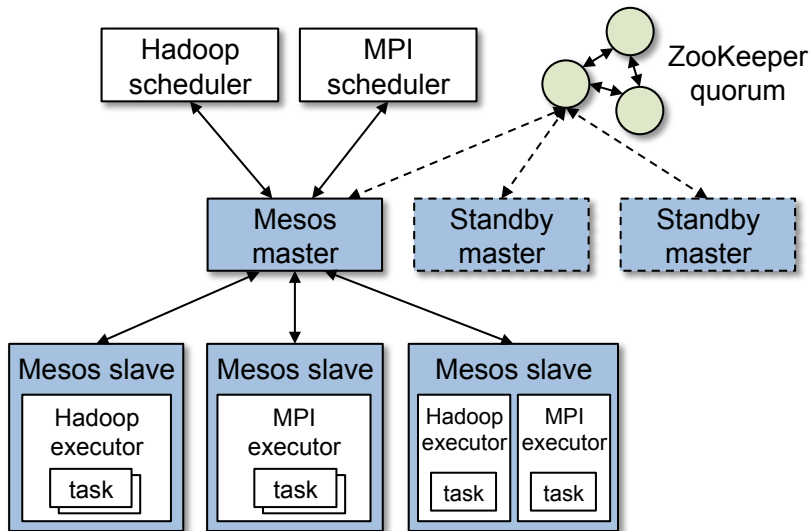 Hadoop
scheduler
MPI
scheduler
ZooKeeper
quorum
Mesos
master
Standby
master
Standby
master
Mesos slave
Hadoop
executor
task
Mesos slave
MPI
executor
task
Mesos slave
Hadoop
executor
task
MPI
executor
task